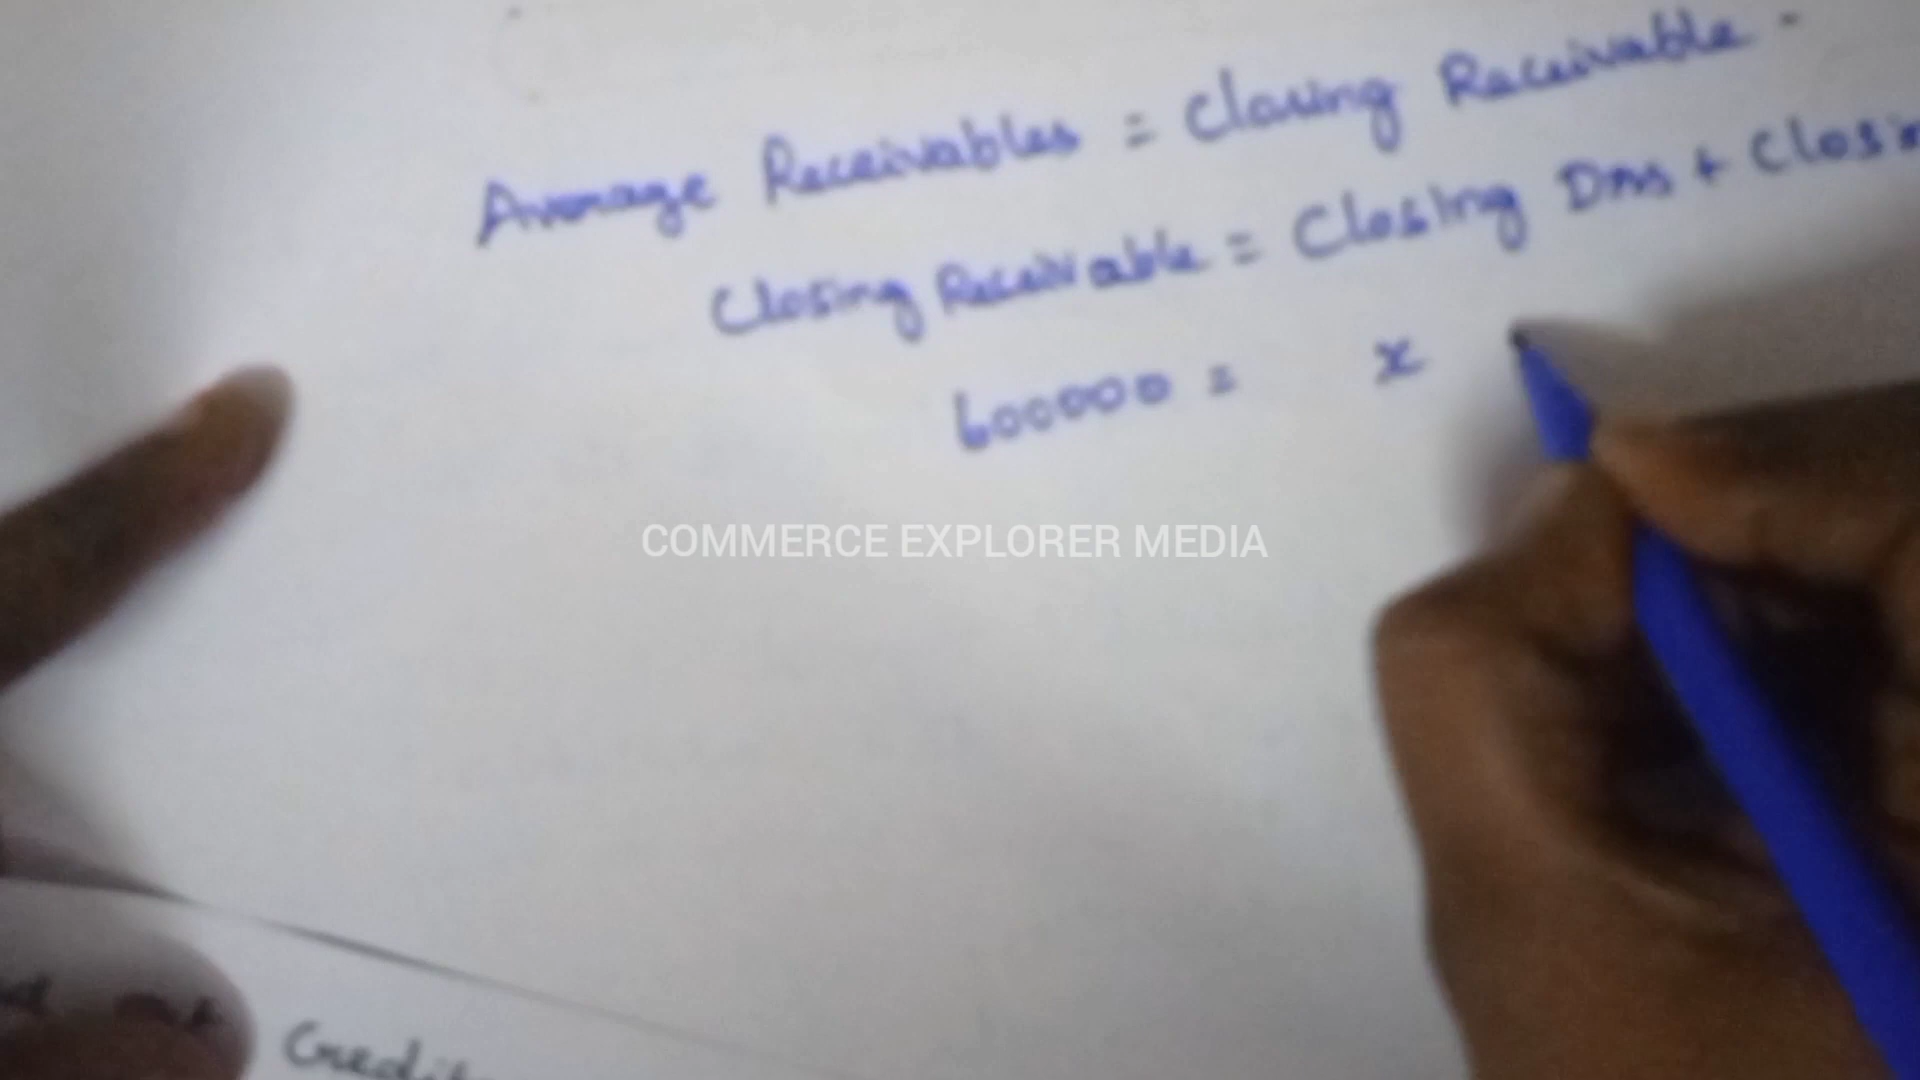 Average Receivables = Closing Receivable -
Closing Receivable = Closing Drs + Closin
600000 = x
COMMERCE EXPLORER MEDIA
Credit